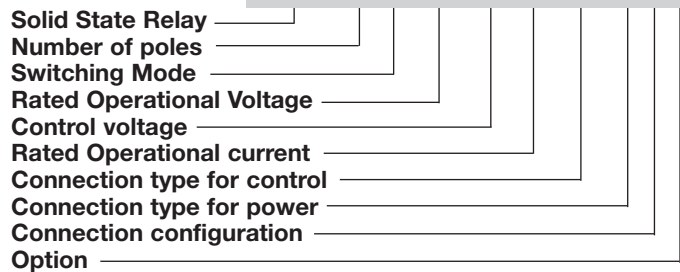 Solid State Relay
Number of poles
Switching Mode
Rated Operational Voltage
Control voltage
Rated Operational current
Connection type for control
Connection type for power
Connection configuration
Option